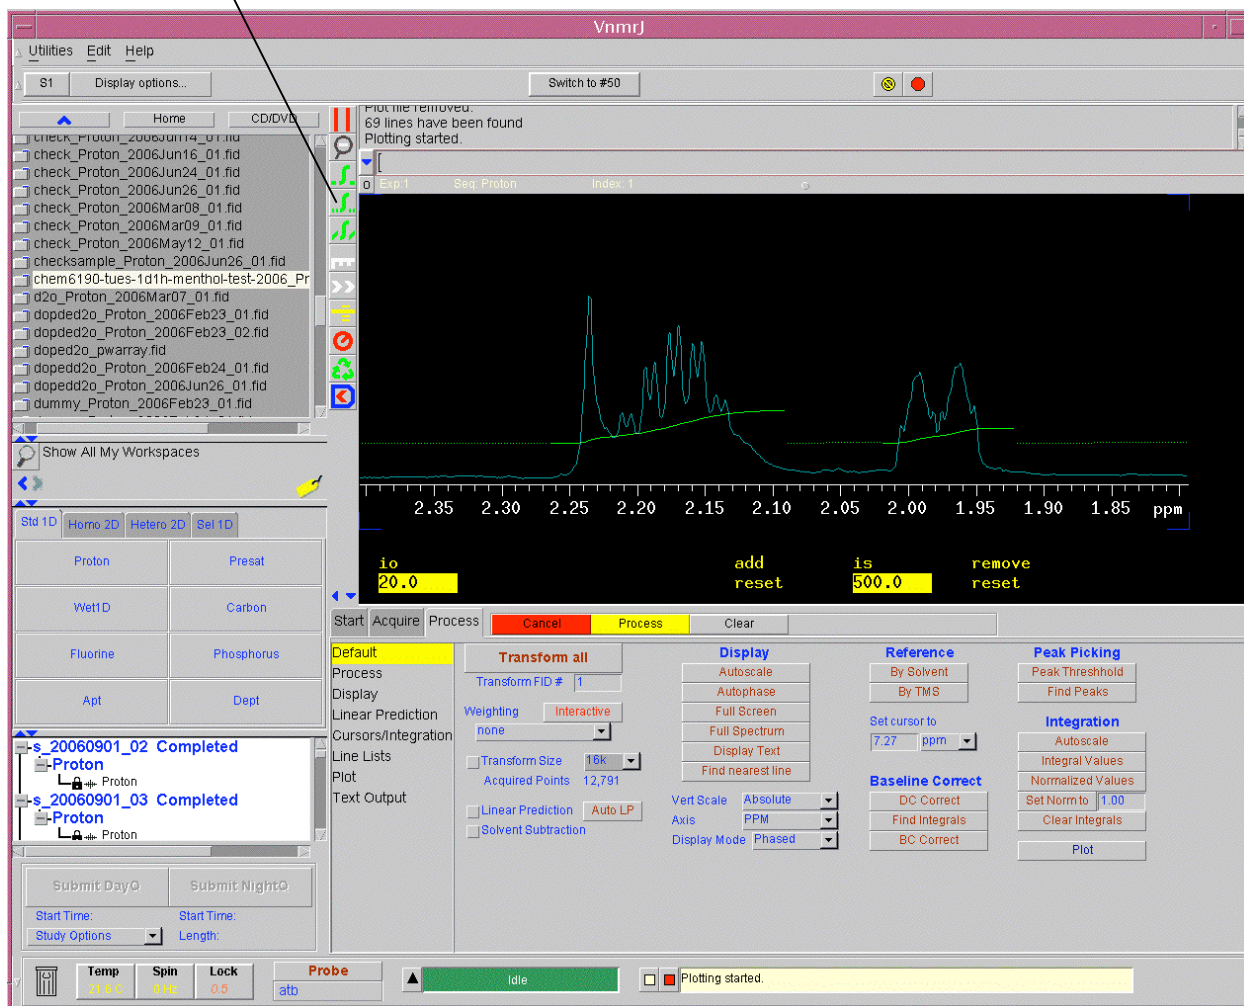 VnmrJ
Utilities Edit Help
S1 Display options... Switch to #50
Home CD/DVD
Plot file removed.
69 lines have been found
Plotting started.
[
0 Exp:1 Seq: Proton Index: 1
check_Proton_2006Jun14_01.fid
check_Proton_2006Jun16_01.fid
check_Proton_2006Jun24_01.fid
check_Proton_2006Jun26_01.fid
check_Proton_2006Mar08_01.fid
check_Proton_2006Mar09_01.fid
check_Proton_2006May12_01.fid
checksample_Proton_2006Jun26_01.fid
chem6190-tues-1d1h-menthol-test-2006_Pr
d2o_Proton_2006Mar07_01.fid
dopded2o_Proton_2006Feb23_01.fid
dopded2o_Proton_2006Feb23_02.fid
doped2o_pwarray.fid
dopedd2o_Proton_2006Feb24_01.fid
dopedd2o_Proton_2006Jun26_01.fid
dummy_Proton_2006Feb23_01.fid
2.35 2.30 2.25 2.20 2.15 2.10 2.05 2.00 1.95 1.90 1.85 ppm
io add is remove
20.0 reset 500.0 reset
Show All My Workspaces
Std 1D Homo 2D Hetero 2D Sel 1D
Proton Presat
Wet1D Carbon
Fluorine Phosphorus
Apt Dept
s_20060901_02 Completed
Proton
Proton
s_20060901_03 Completed
Proton
Proton
Submit DayQ Submit NightQ
Start Time: Start Time:
Study Options Length:
Start Acquire Process Cancel Process Clear
Default
Process
Display
Linear Prediction
Cursors/Integration
Line Lists
Plot
Text Output
Transform all
Transform FID # 1
Weighting Interactive
none
Transform Size 16k
Acquired Points 12,791
Linear Prediction Auto LP
Solvent Subtraction
Display
Autoscale
Autophase
Full Screen
Full Spectrum
Display Text
Find nearest line
Vert Scale Absolute
Axis PPM
Display Mode Phased
Reference
By Solvent
By TMS
Set cursor to
7.27 ppm
Baseline Correct
DC Correct
Find Integrals
BC Correct
Peak Picking
Peak Threshhold
Find Peaks
Integration
Autoscale
Integral Values
Normalized Values
Set Norm to 1.00
Clear Integrals
Plot
Temp Spin Lock Probe
21.6 C 0 Hz 0.5 atb
Idle
Plotting started.